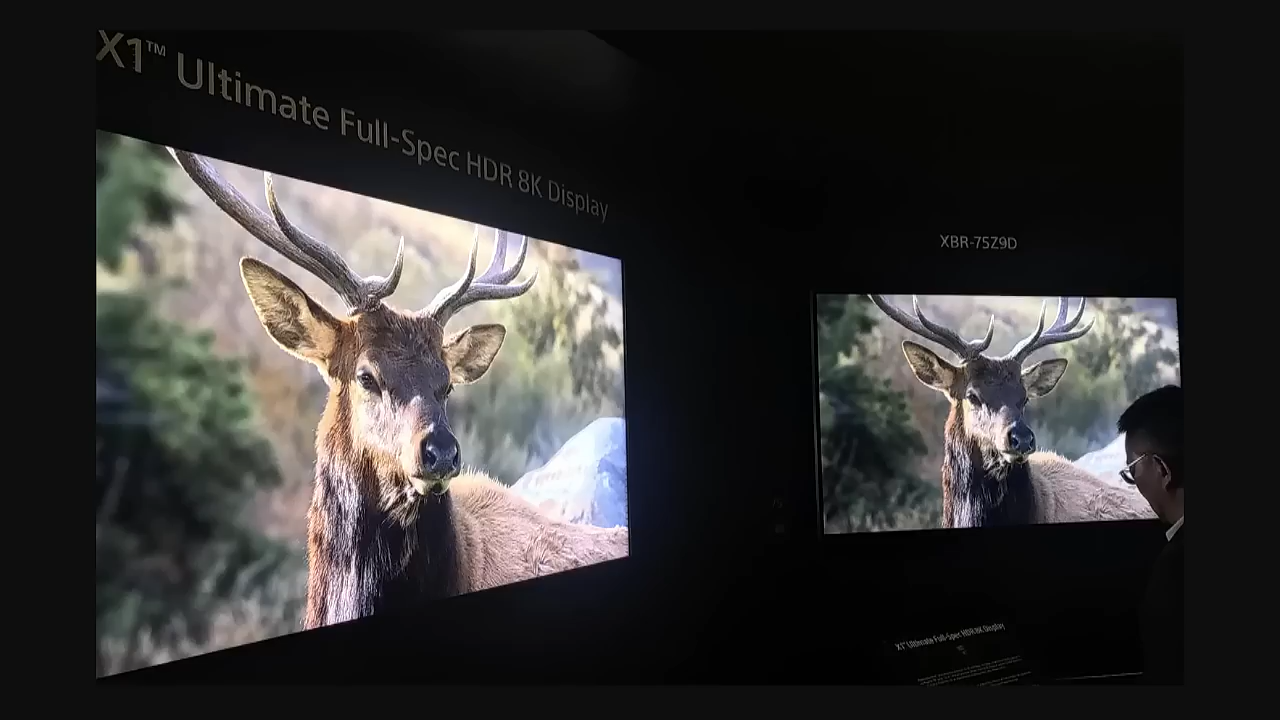 X1™ Ultimate Full-Spec HDR 8K Display
XBR-75Z9D
X1™ Ultimate Full-Spec HDR 8K Display